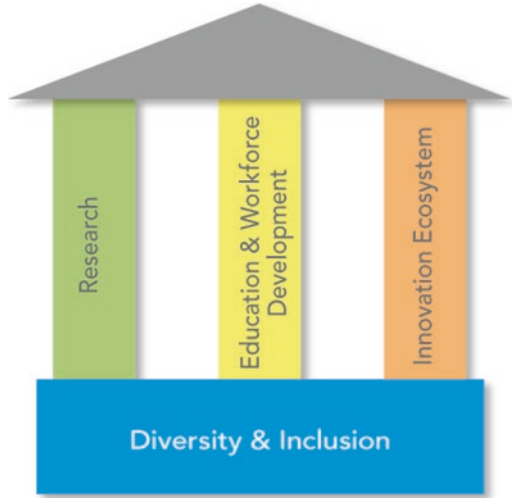 Research
Education & Workforce
Development
Innovation Ecosystem
Diversity & Inclusion